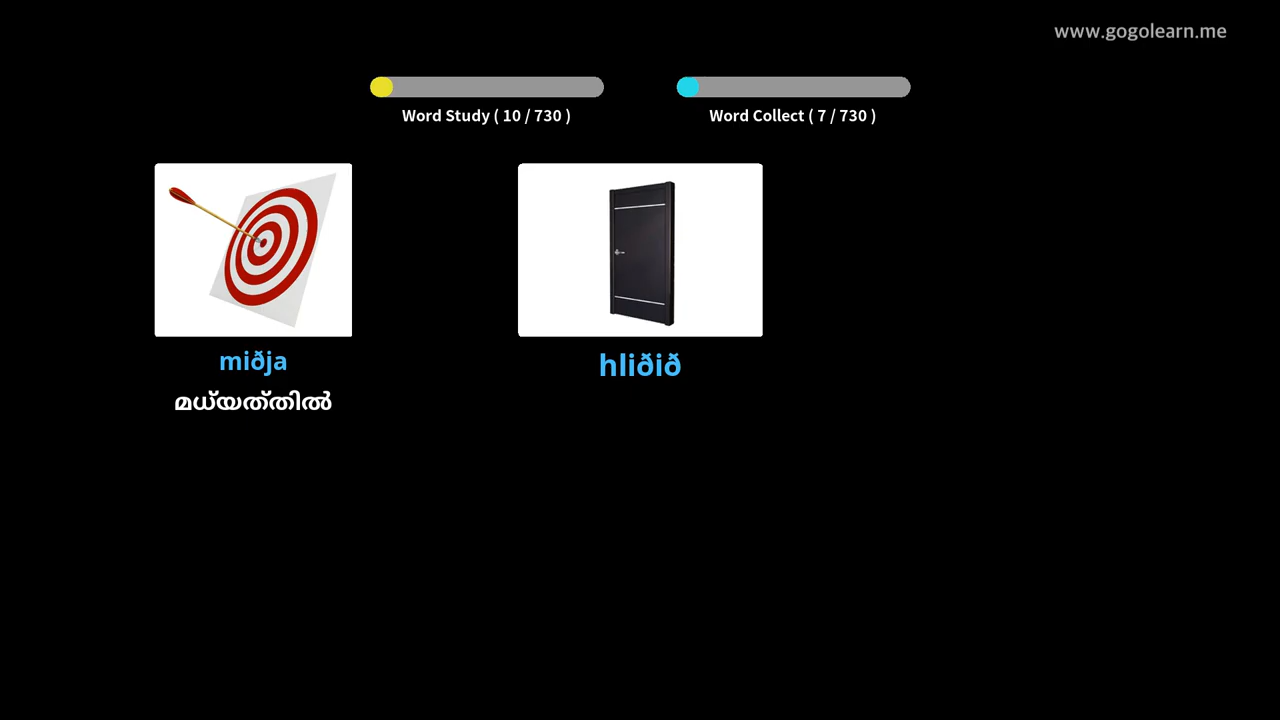 www.gogolearn.me
Word Study ( 10 / 730 )
Word Collect ( 7 / 730 )
miðja
മധ്യത്തിൽ
hliðið